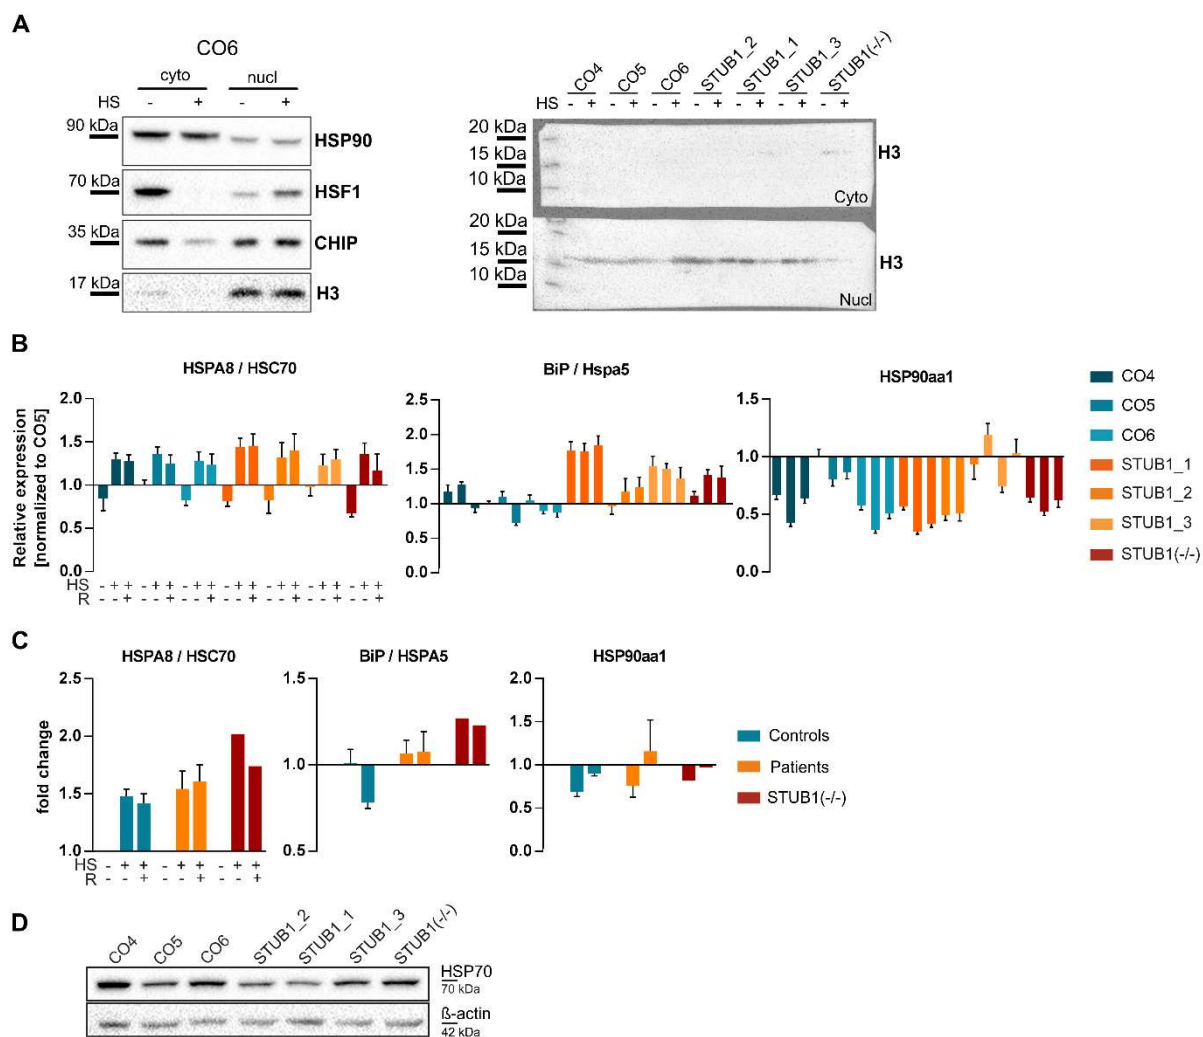 A
CO6
cyto nucl
HS - + - +
90 kDa HSP90
70 kDa HSF1
35 kDa CHIP
17 kDa H3
CO4 CO5 CO6 STUB1_2 STUB1_1 STUB1_3 STUB1(-/-)
HS - + - + - + - + - + - + - +
20 kDa
15 kDa H3
10 kDa
Cyto
20 kDa
15 kDa H3
10 kDa
Nucl
B
HSPA8 / HSC70
Relative expression
[normalized to CO5]
2.0
1.5
1.0
0.5
0.0
HS - + + - + + - + + - + + - + + - + + - + +
R - - + - - + - - + - - + - - + - - + - - +
BiP / Hspa5
2.5
2.0
1.5
1.0
0.5
0.0
HSP90aa1
1.5
1.0
0.5
0.0
CO4
CO5
CO6
STUB1_1
STUB1_2
STUB1_3
STUB1(-/-)
C
HSPA8 / HSC70
fold change
2.5
2.0
1.5
1.0
HS - + + - + + - + +
R - - + - - + - - +
BiP / HSPA5
1.5
1.0
0.5
HSP90aa1
2.0
1.5
1.0
0.5
0.0
Controls
Patients
STUB1(-/-)
D
CO4 CO5 CO6 STUB1_2 STUB1_1 STUB1_3 STUB1(-/-)
HSP70
70 kDa
ß-actin
42 kDa